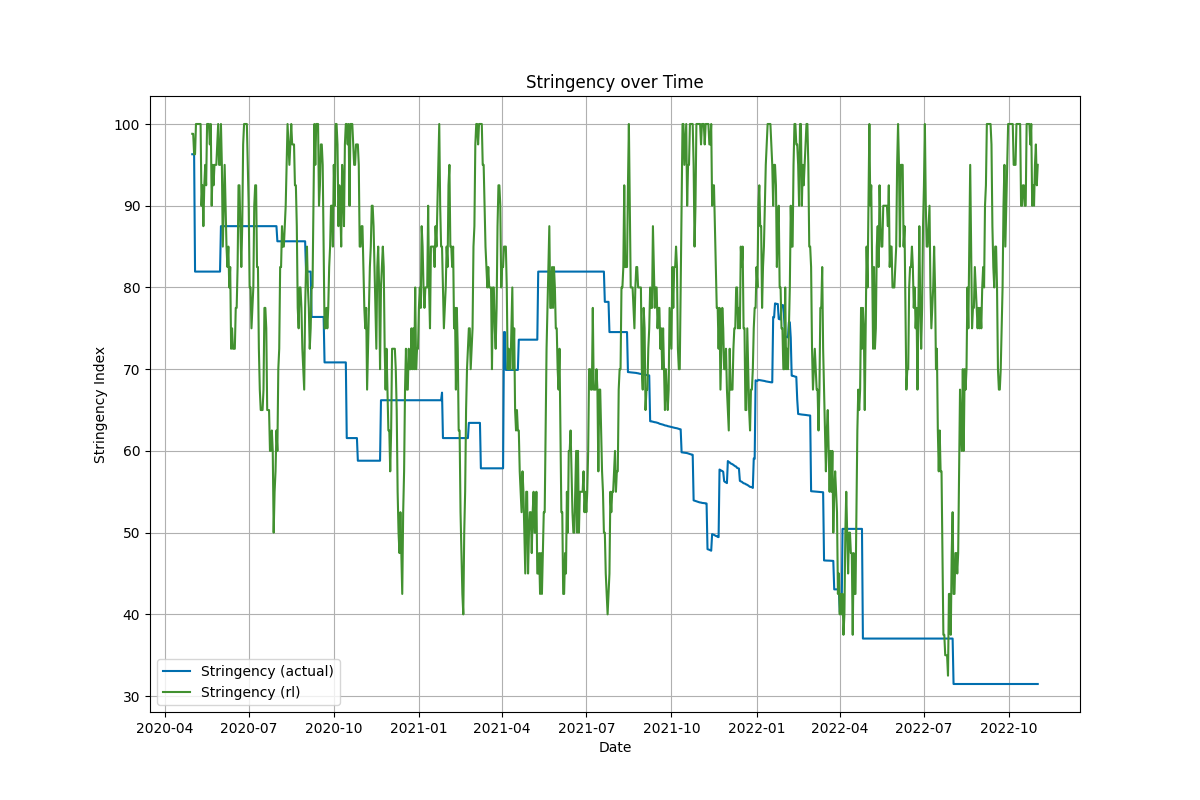 Stringency over Time
Stringency Index
100
90
80
70
60
50
40
30
Stringency (actual)
Stringency (rl)
2020-04 2020-07 2020-10 2021-01 2021-04 2021-07 2021-10 2022-01 2022-04 2022-07 2022-10
Date